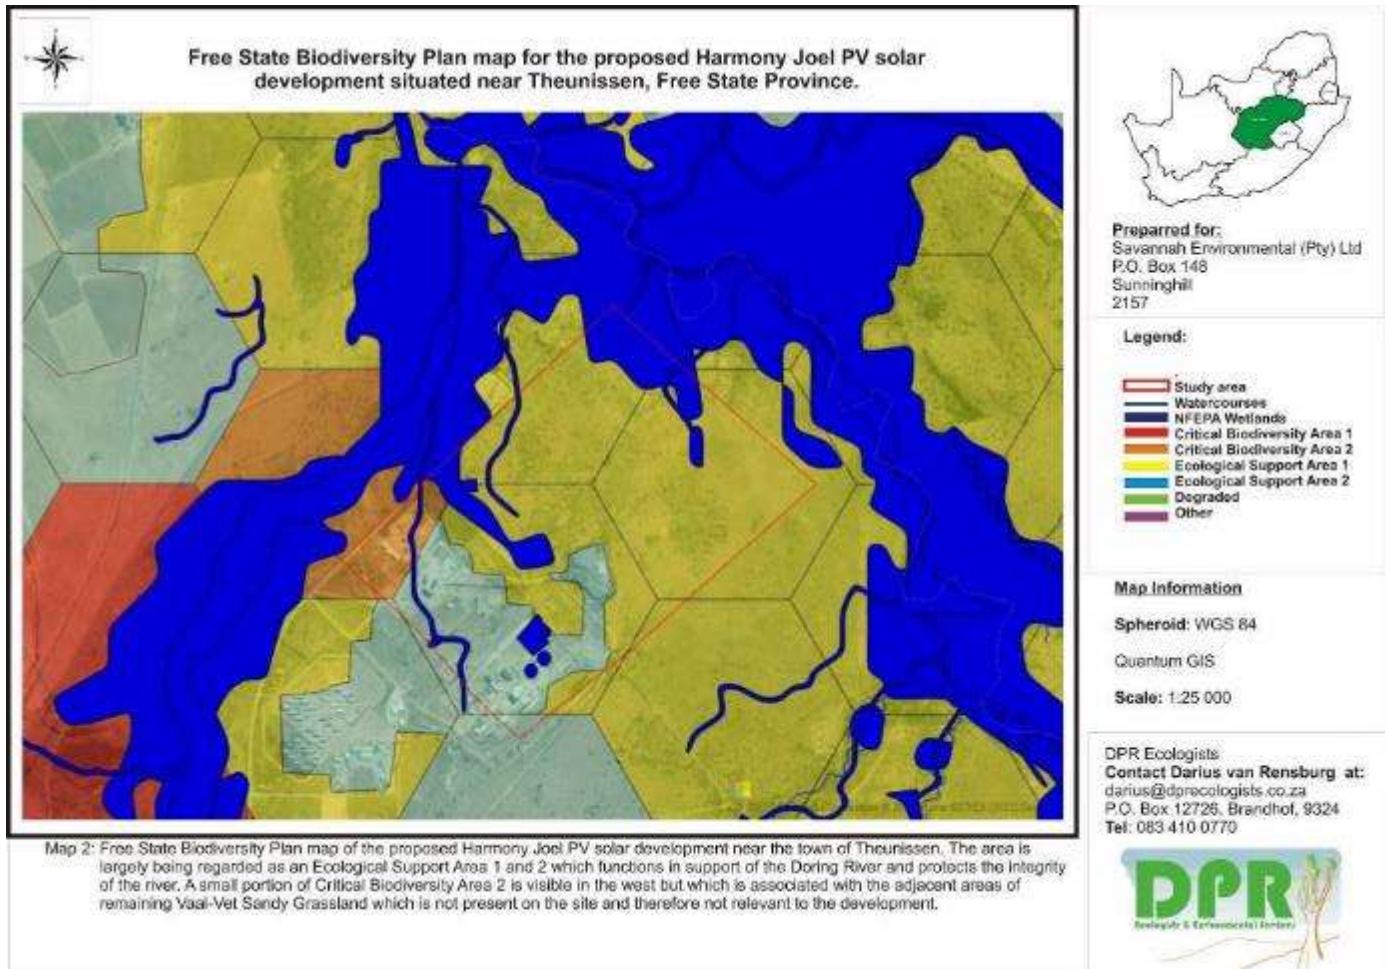 Free State Biodiversity Plan map for the proposed Harmony Joel PV solar
development situated near Theunissen, Free State Province.
Preparred for:
Savannah Environmental (Pty) Ltd
P.O. Box 148
Sunninghill
2157
Legend:
Study area
Watercourses
NFEPA Wetlands
Critical Biodiversity Area 1
Critical Biodiversity Area 2
Ecological Support Area 1
Ecological Support Area 2
Degraded
Other
Map Information
Spheroid: WGS 84
Quantum GIS
Scale: 1:25 000
DPR Ecologists
Contact Darius van Rensburg at:
darius@dprecologists.co.za
P.O. Box 12726, Brandhof, 9324
Tel: 083 410 0770
DPR
Map 2: Free State Biodiversity Plan map of the proposed Harmony Joel PV solar development near the town of Theunissen. The area is
largely being regarded as an Ecological Support Area 1 and 2 which functions in support of the Doring River and protects the integrity
of the river. A small portion of Critical Biodiversity Area 2 is visible in the west but which is associated with the adjacent areas of
remaining Vaal-Vet Sandy Grassland which is not present on the site and therefore not relevant to the development.